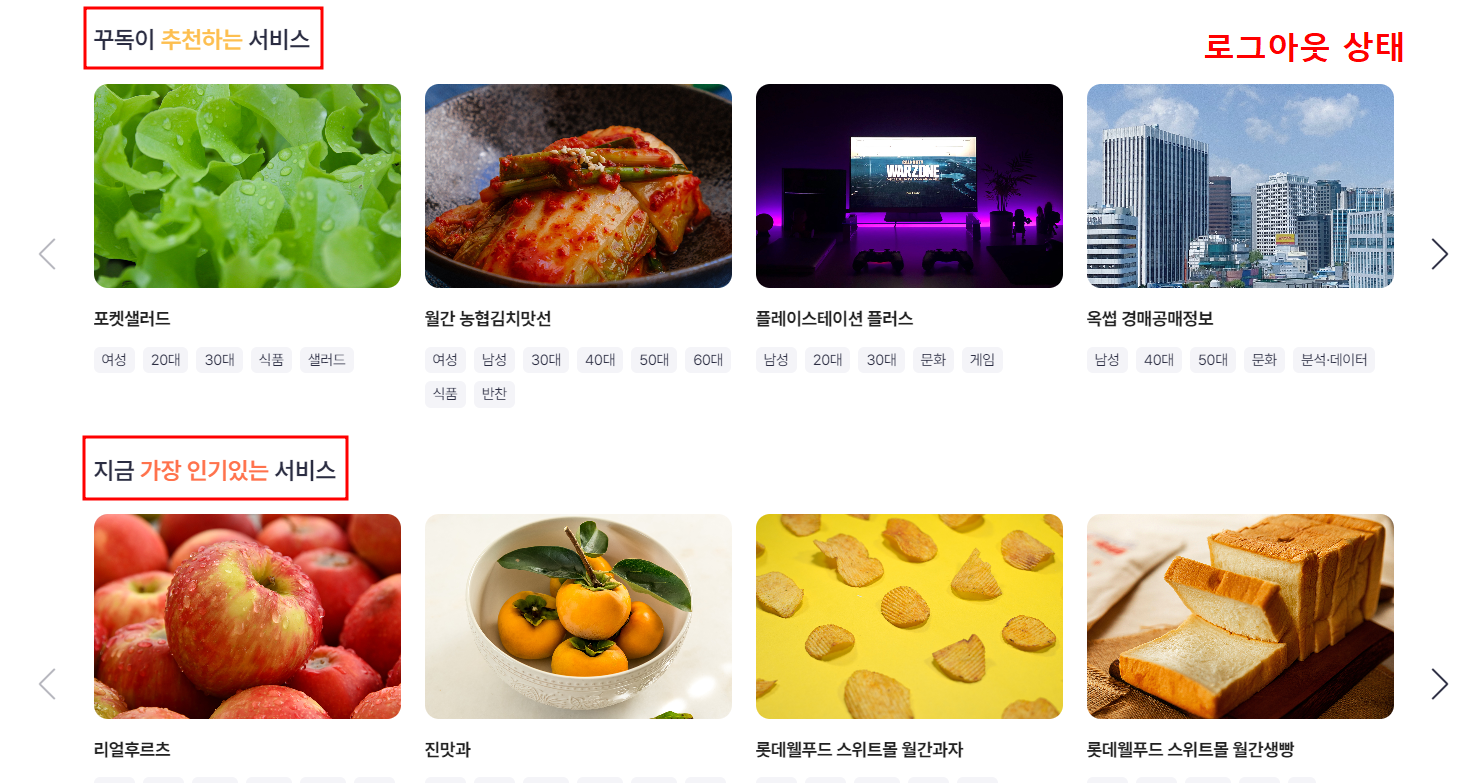 꾸독이 추천하는 서비스
로그아웃 상태
WARZONE
포켓샐러드
월간 농협김치맛선
플레이스테이션 플러스
옥썹 경매공매정보
여성 20대 30대 식품 샐러드
여성 남성 30대 40대 50대 60대
식품 반찬
남성 20대 30대 문화 게임
남성 40대 50대 문화 분석·데이터
지금 가장 인기있는 서비스
리얼후르츠
진맛과
롯데웰푸드 스위트몰 월간과자
롯데웰푸드 스위트몰 월간생빵